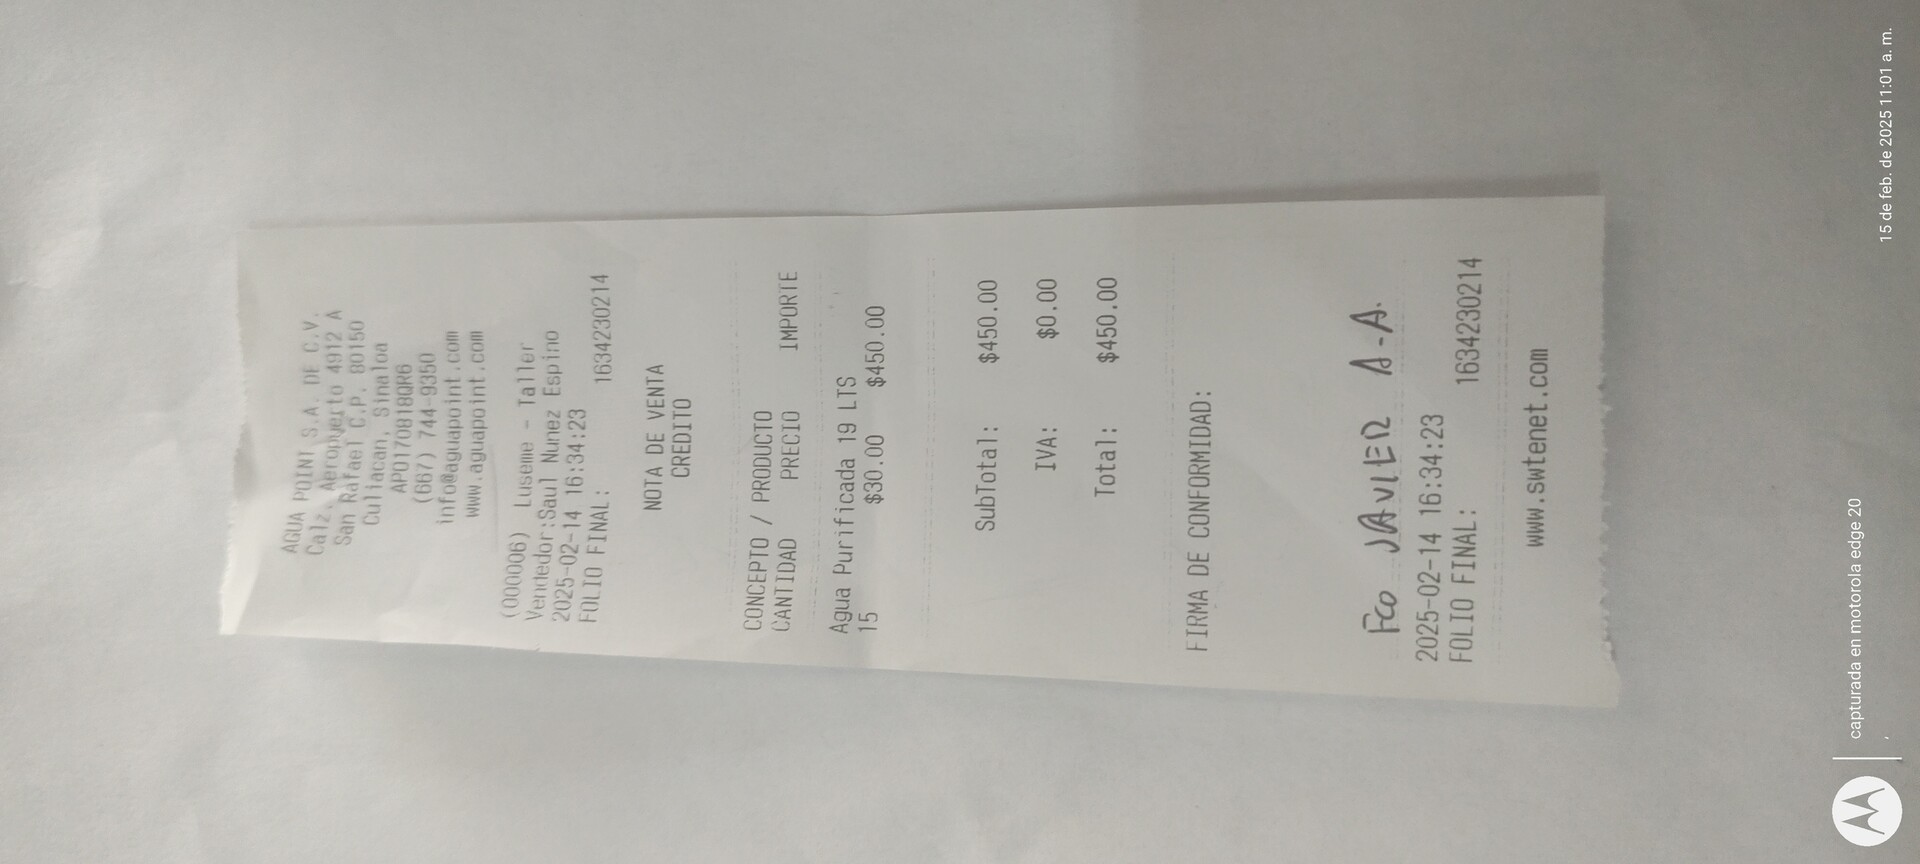 AGUA POINT S.A. DE C.V.
Calz. Aeropuerto 4912 A
San Rafael C.P. 80150
Culiacan, Sinaloa
APO170818QR6
(667) 744-9350
info@aguapoint.com
www.aguapoint.com
(000006) Luseme - Taller
Vendedor:Saul Nunez Espino
2025-02-14 16:34:23
FOLIO FINAL: 1634230214
NOTA DE VENTA
CREDITO
CONCEPTO / PRODUCTO
CANTIDAD PRECIO IMPORTE
Agua Purificada 19 LTS
15 $30.00 $450.00
SubTotal: $450.00
IVA: $0.00
Total: $450.00
FIRMA DE CONFORMIDAD:
Fco JAVIER A-A.
2025-02-14 16:34:23
FOLIO FINAL: 1634230214
www.swtenet.com
capturada en motorola edge 20
15 de feb. de 2025 11:01 a. m.